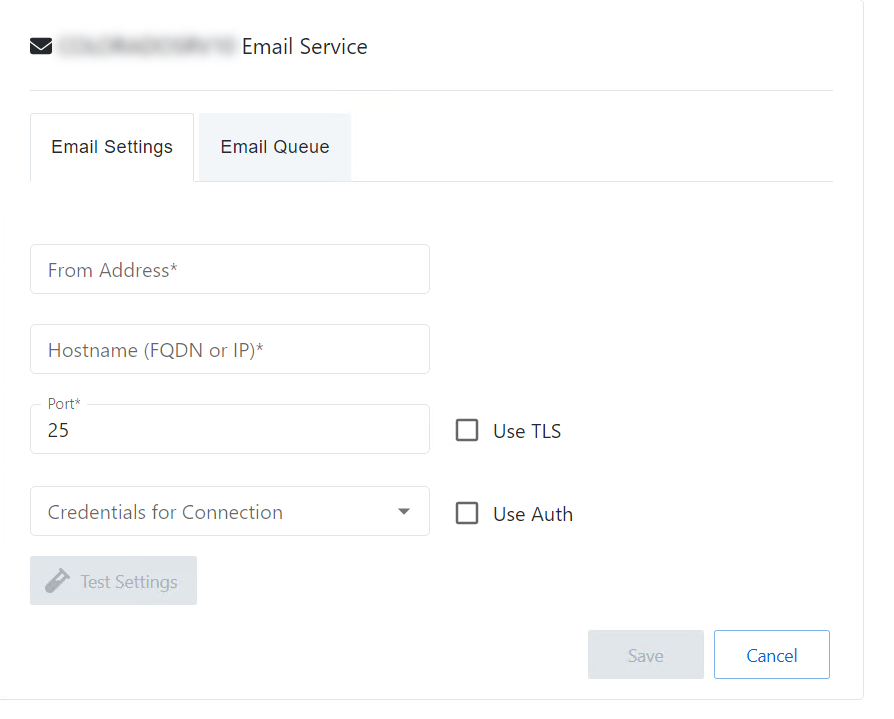 Email Service
Email Settings
Email Queue
From Address*
Hostname (FQDN or IP)*
Port*
25
Use TLS
Credentials for Connection
Use Auth
Test Settings
Save
Cancel